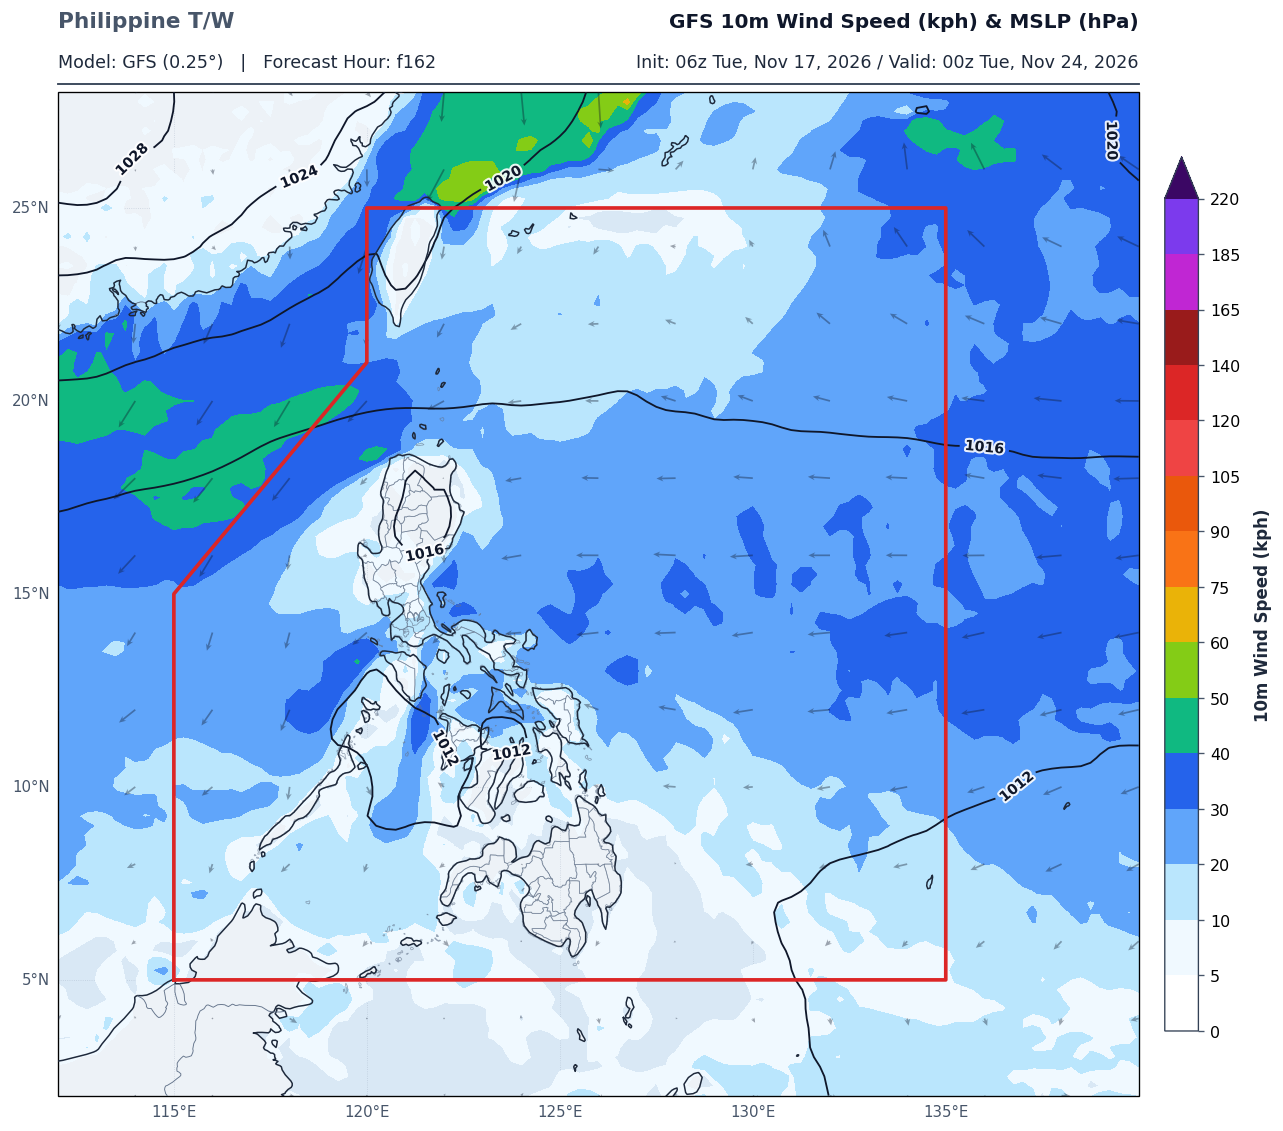 Philippine T/W
GFS 10m Wind Speed (kph) & MSLP (hPa)
Model: GFS (0.25°)   |   Forecast Hour: f162
Init: 06z Tue, Nov 17, 2026 / Valid: 00z Tue, Nov 24, 2026
1028
1024
1020
1020
1016
1016
1012
1012
1012
25°N
20°N
15°N
10°N
5°N
115°E
120°E
125°E
130°E
135°E
220
185
165
140
120
105
90
75
60
50
40
30
20
10
5
0
10m Wind Speed (kph)